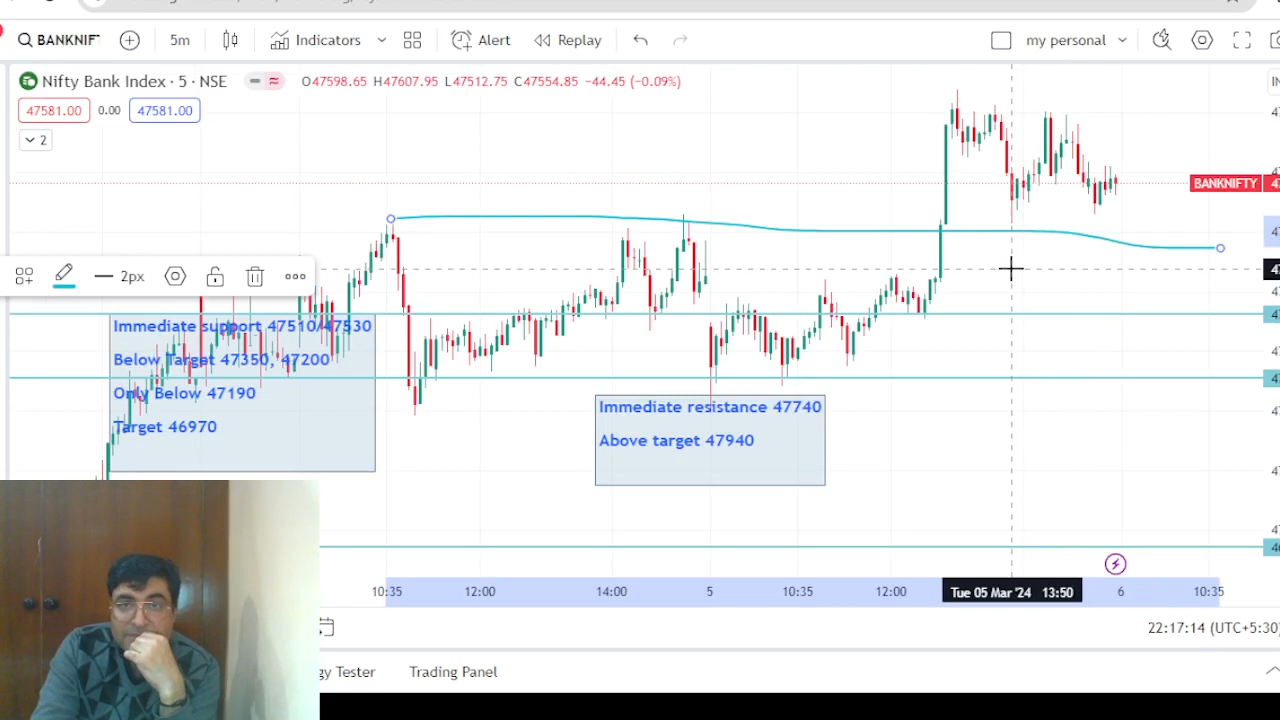 BANKNIF
5m
Indicators
Alert
Replay
my personal
Nifty Bank Index · 5 · NSE
O47598.65 H47607.95 L47512.75 C47554.85 -44.45 (-0.09%)
47581.00 0.00 47581.00
2
BANKNIFTY
2px
Immediate support 47510/47530
Below Target 47350, 47200
Only Below 47190
Target 46970
Immediate resistance 47740
Above target 47940
10:35 12:00 14:00 5 10:35 12:00 Tue 05 Mar '24 13:50 6 10:35
22:17:14 (UTC+5:30)
gy Tester
Trading Panel